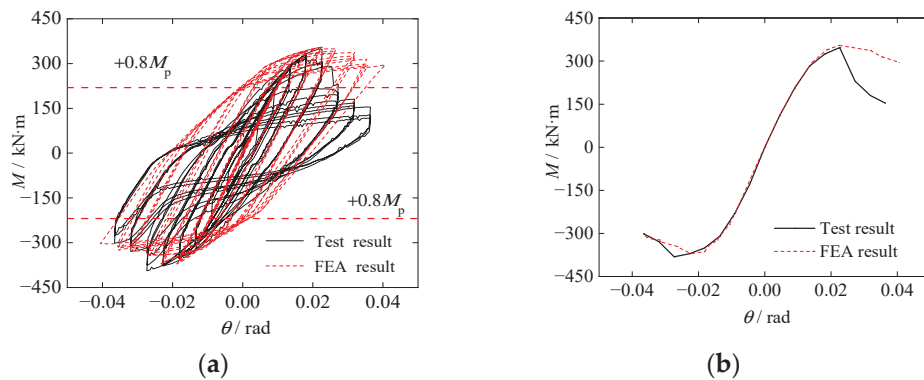 450
300
150
0
−150
−300
−450
M / kN·m
+0.8Mp
+0.8Mp
Test result
FEA result
−0.04 −0.02 0.00 0.02 0.04
θ / rad
(a)
450
300
150
0
−150
−300
−450
M / kN·m
Test result
FEA result
−0.04 −0.02 0.00 0.02 0.04
θ / rad
(b)